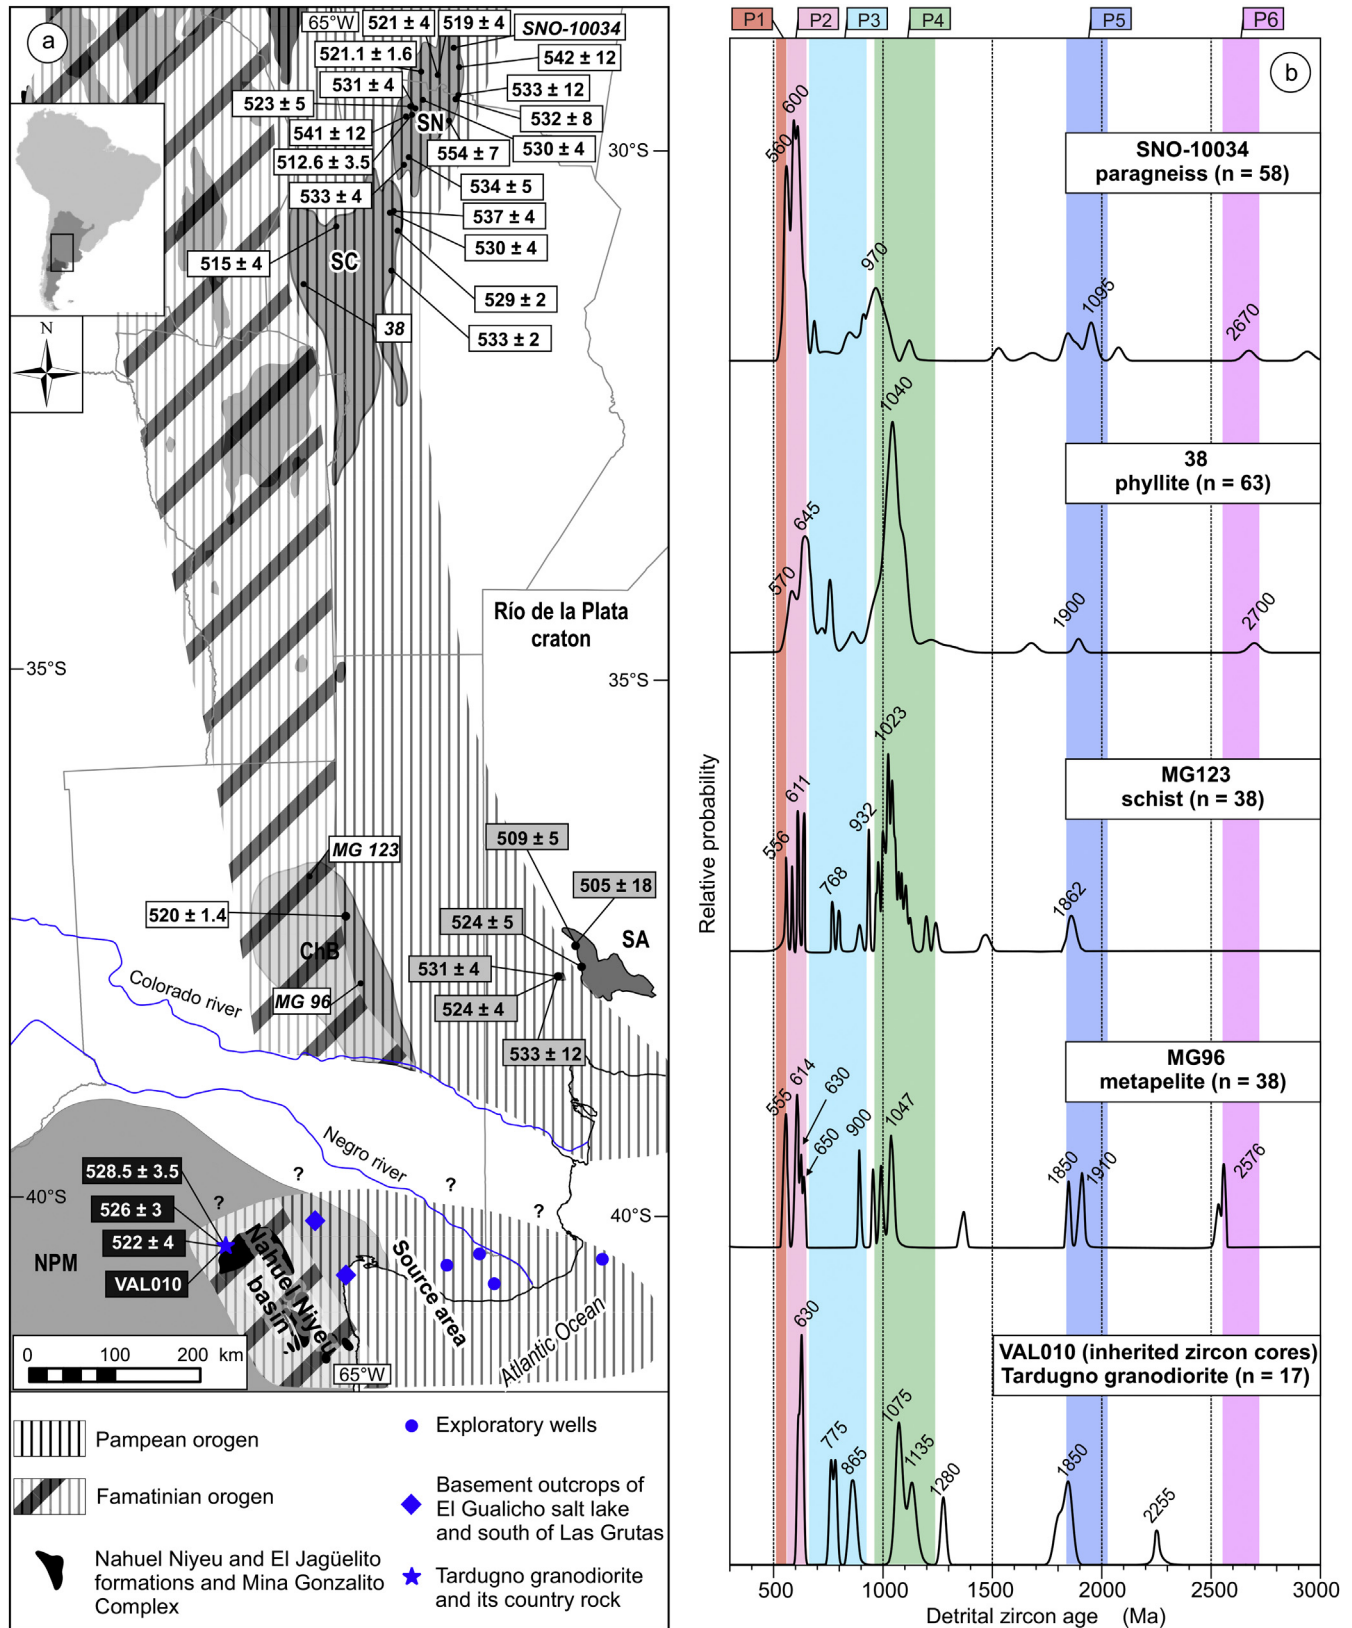 a
65°W
521 ± 4
519 ± 4
SNO-10034
521.1 ± 1.6
542 ± 12
531 ± 4
533 ± 12
523 ± 5
532 ± 8
SN
541 ± 12
530 ± 4
554 ± 7
512.6 ± 3.5
30°S
534 ± 5
533 ± 4
537 ± 4
530 ± 4
515 ± 4
SC
529 ± 2
38
533 ± 2
N
Río de la Plata
craton
35°S
35°S
509 ± 5
MG 123
505 ± 18
520 ± 1.4
524 ± 5
SA
ChB
531 ± 4
Colorado river
MG 96
524 ± 4
533 ± 12
Negro river
528.5 ± 3.5
?
?
?
?
40°S
526 ± 3
40°S
522 ± 4
NPM
VAL010
Nahuel Niyeu
basin
Source area
Atlantic Ocean
0 100 200 km
65°W
Pampean orogen
Famatinian orogen
Nahuel Niyeu and El Jagüelito
formations and Mina Gonzalito
Complex
Exploratory wells
Basement outcrops of
El Gualicho salt lake
and south of Las Grutas
Tardugno granodiorite
and its country rock
P1 P2 P3 P4 P5 P6
b
560
600
970
1095
2670
SNO-10034
paragneiss (n = 58)
570
645
1040
1900
2700
38
phyllite (n = 63)
556
611
768
932
1023
1862
MG123
schist (n = 38)
555
614
630
650
900
1047
1850
1910
2576
MG96
metapelite (n = 38)
630
775
865
1075
1135
1280
1850
2255
VAL010 (inherited zircon cores)
Tardugno granodiorite (n = 17)
Relative probability
500 1000 1500 2000 2500 3000
Detrital zircon age (Ma)